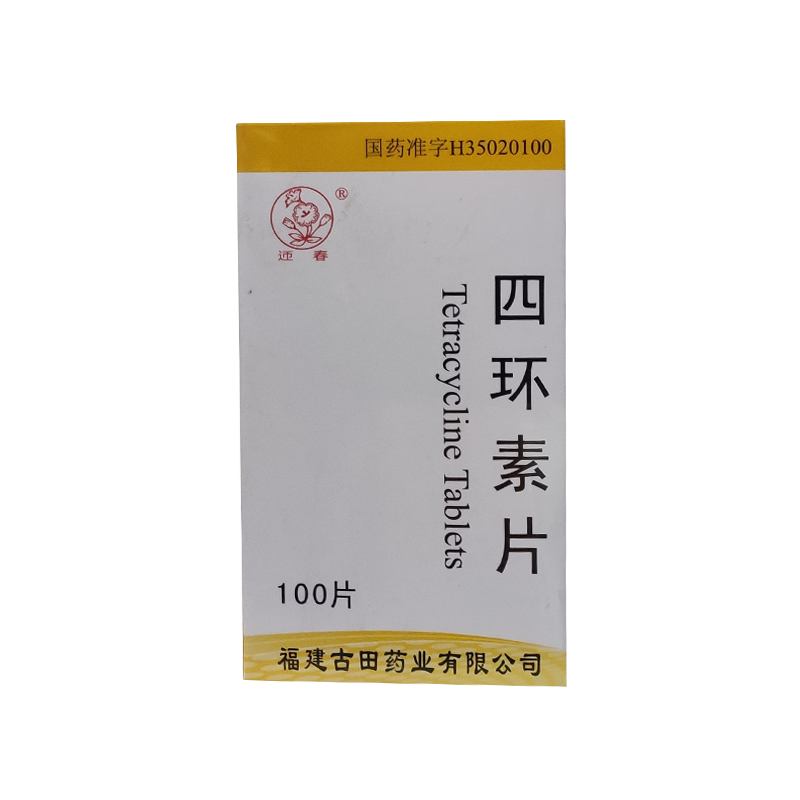 国药准字H35020100
®
迎春
四环素片
Tetracycline Tablets
100片
福建古田药业有限公司